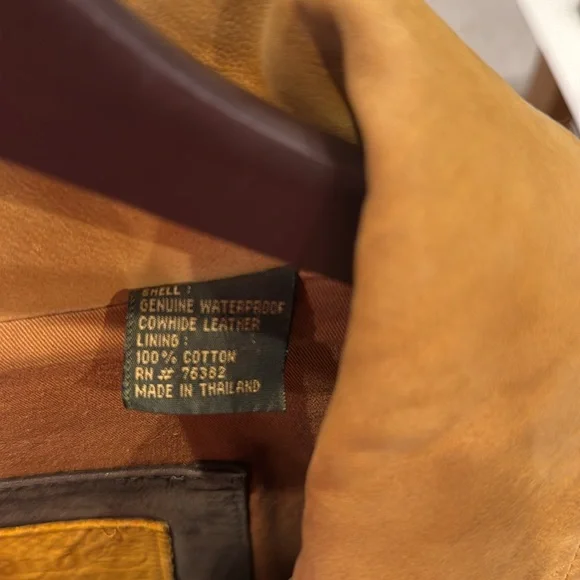 SHELL :
GENUINE WATERPROOF
COWHIDE LEATHER
LINING :
100% COTTON
RN # 76382
MADE IN THAILAND